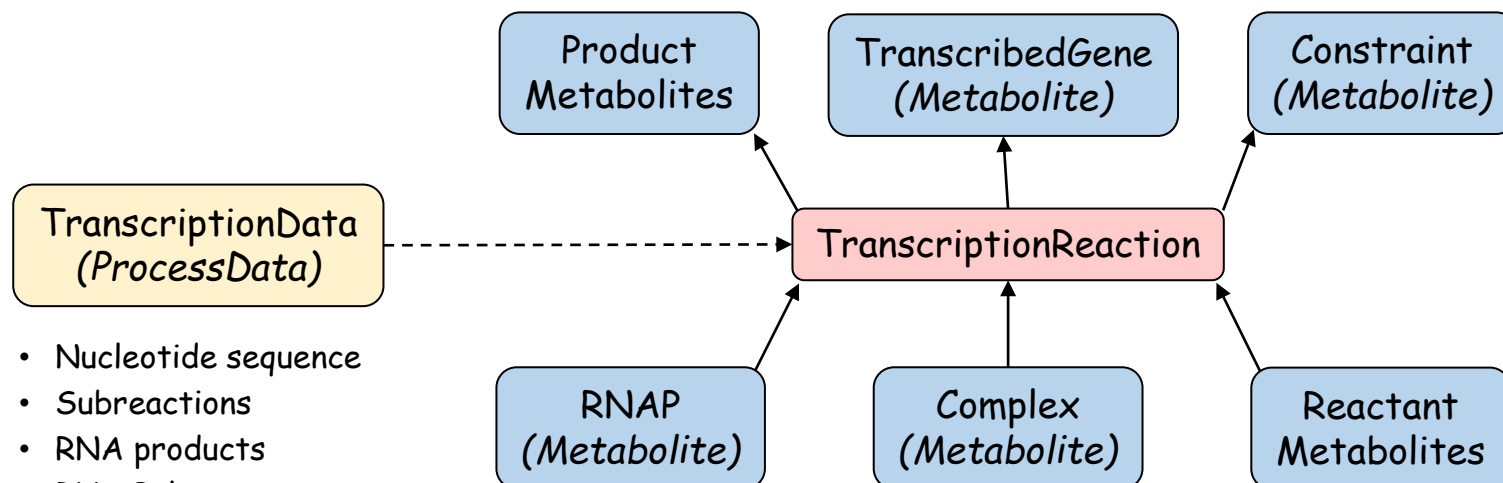 Product
Metabolites
TranscribedGene
(Metabolite)
Constraint
(Metabolite)
TranscriptionData
(ProcessData)
TranscriptionReaction
• Nucleotide sequence
• Subreactions
• RNA products
RNAP
(Metabolite)
Complex
(Metabolite)
Reactant
Metabolites